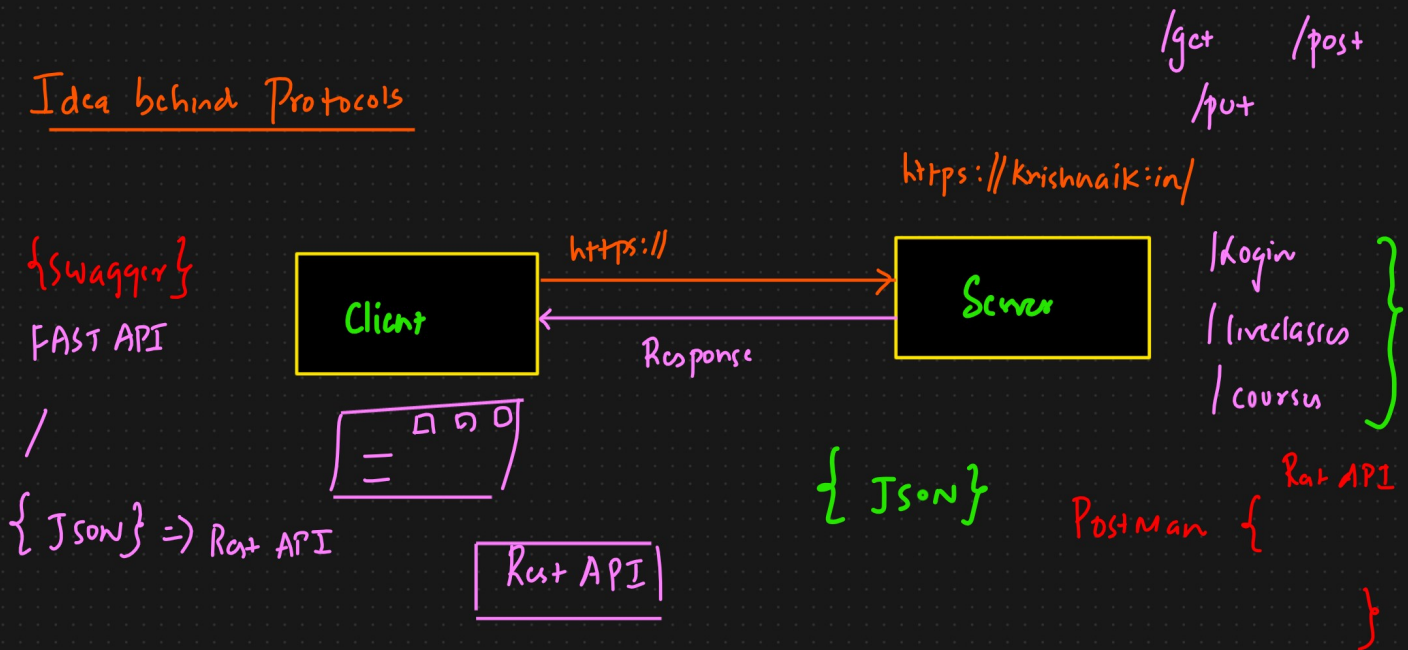 /get /post
/put
Idea behind Protocols
https://krishnaik:in/
{Swagger}
FAST API
/
{ Json} => Rest API
Client
https://
Response
Server
/Login
/liveclasses
/courses
{ Json}
Rest API
Postman {
}
Rest API